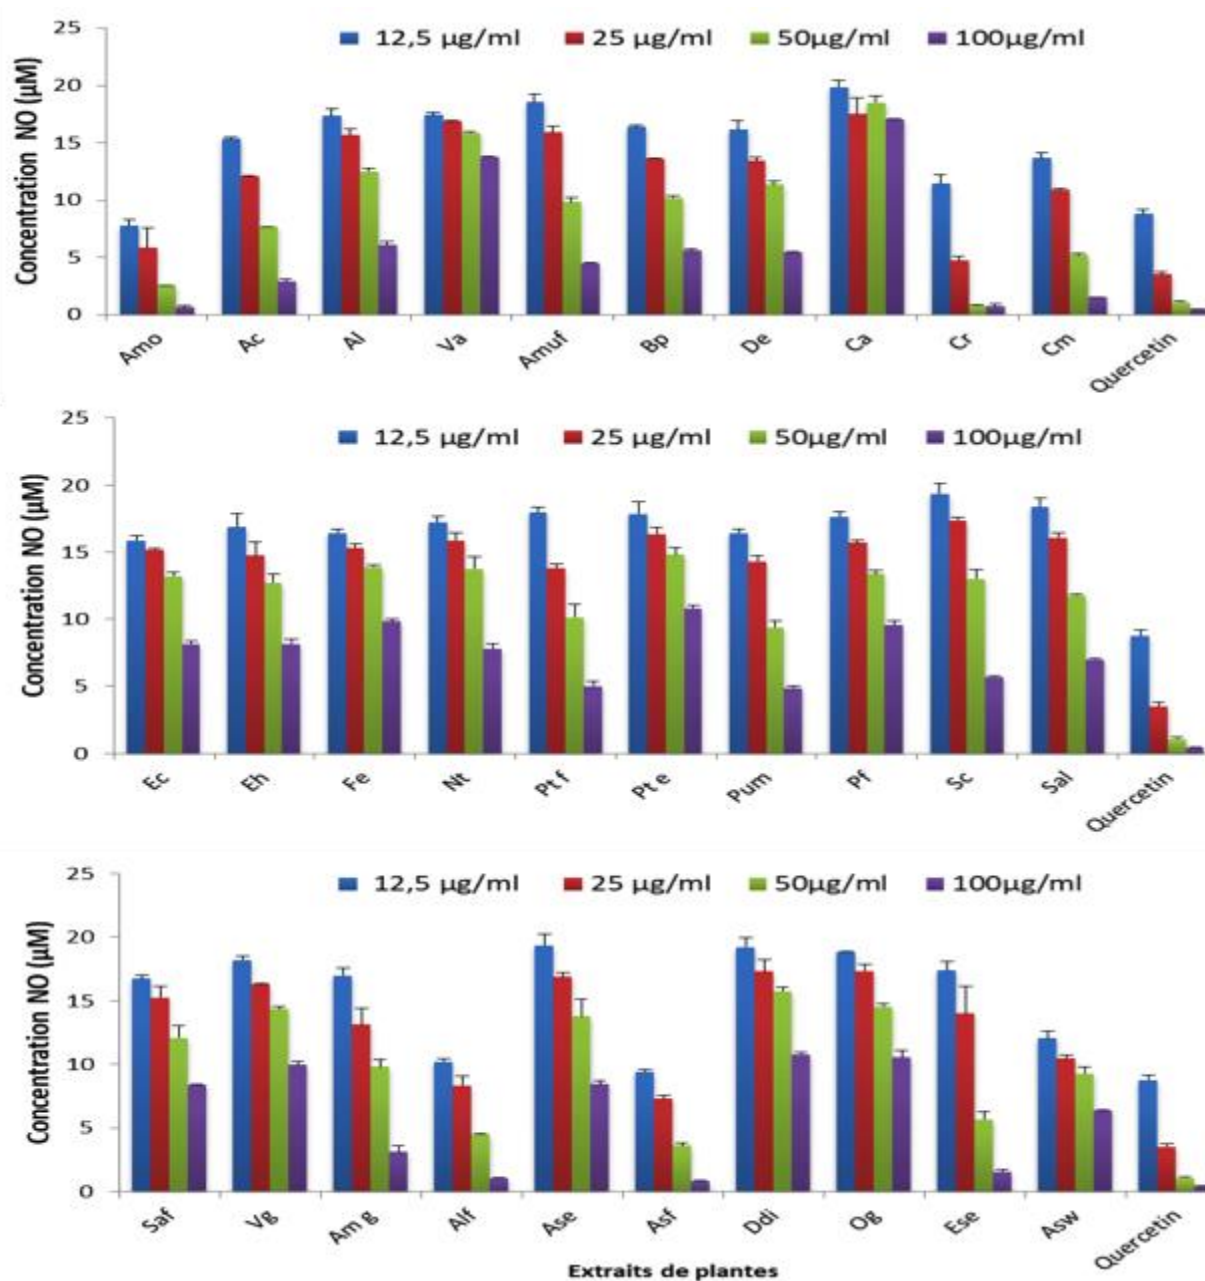 25
20
15
10
5
0
Concentration NO (µM)
12,5 µg/ml 25 µg/ml 50µg/ml 100µg/ml
Amo Ac Al Va Amuf Bp De Ca Cr Cm Quercetin
25
20
15
10
5
0
Concentration NO (µM)
12,5 µg/ml 25 µg/ml 50µg/ml 100µg/ml
Ec Eh Fe Nt Pt f Pt e Pum Pf Sc Sal Quercetin
25
20
15
10
5
0
Concentration NO (µM)
12,5 µg/ml 25 µg/ml 50µg/ml 100µg/ml
Saf Vg Am g Alf Ase Asf Ddi Og Ese Asw Quercetin
Extraits de plantes